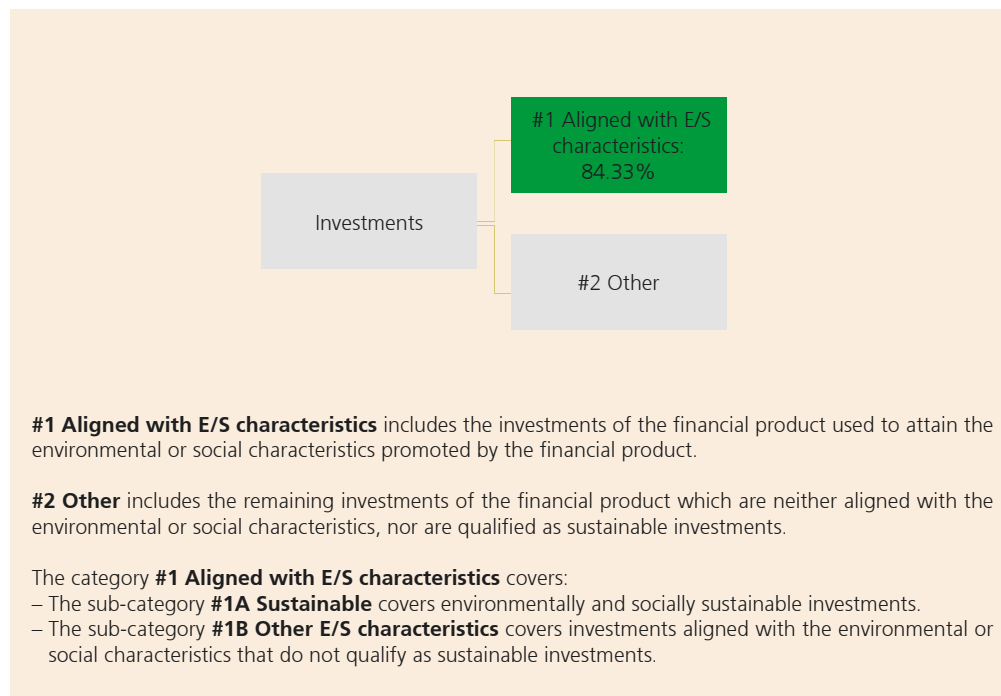 #1 Aligned with E/S
characteristics:
84.33%
Investments
#2 Other
#1 Aligned with E/S characteristics includes the investments of the financial product used to attain the
environmental or social characteristics promoted by the financial product.
#2 Other includes the remaining investments of the financial product which are neither aligned with the
environmental or social characteristics, nor are qualified as sustainable investments.
The category #1 Aligned with E/S characteristics covers:
– The sub-category #1A Sustainable covers environmentally and socially sustainable investments.
– The sub-category #1B Other E/S characteristics covers investments aligned with the environmental or
social characteristics that do not qualify as sustainable investments.